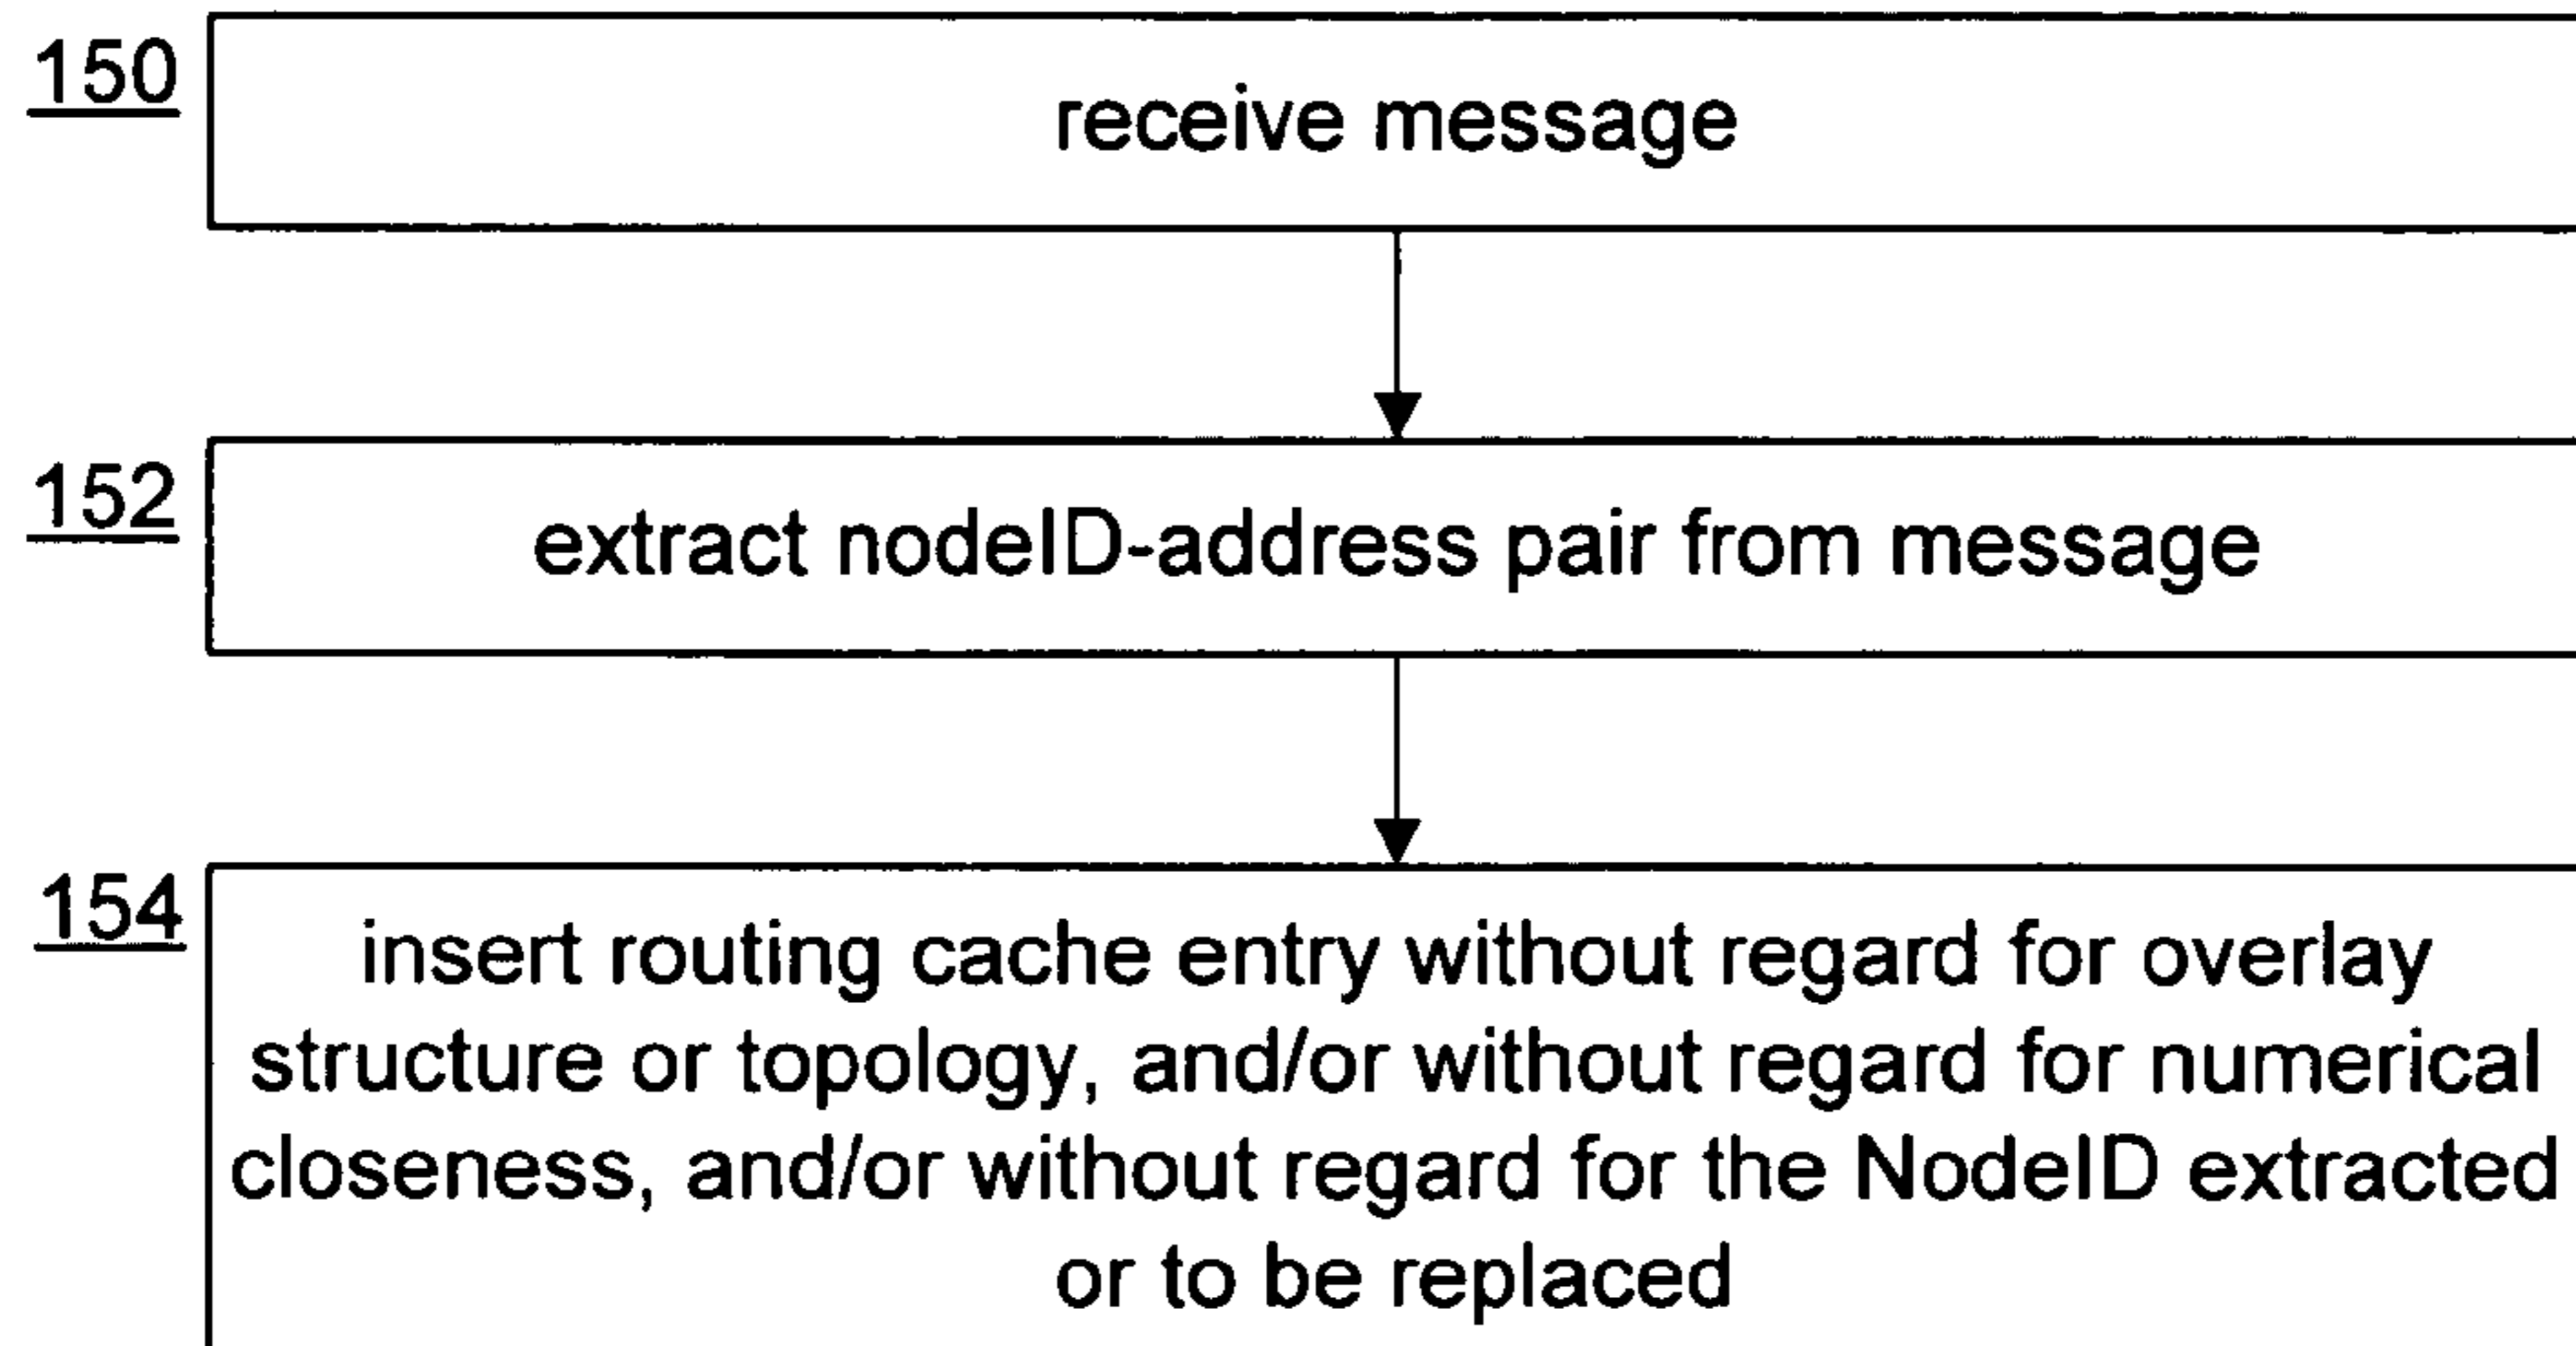 150
receive message
152
extract nodeID-address pair from message
154
insert routing cache entry without regard for overlay
structure or topology, and/or without regard for numerical
closeness, and/or without regard for the NodeID extracted
or to be replaced